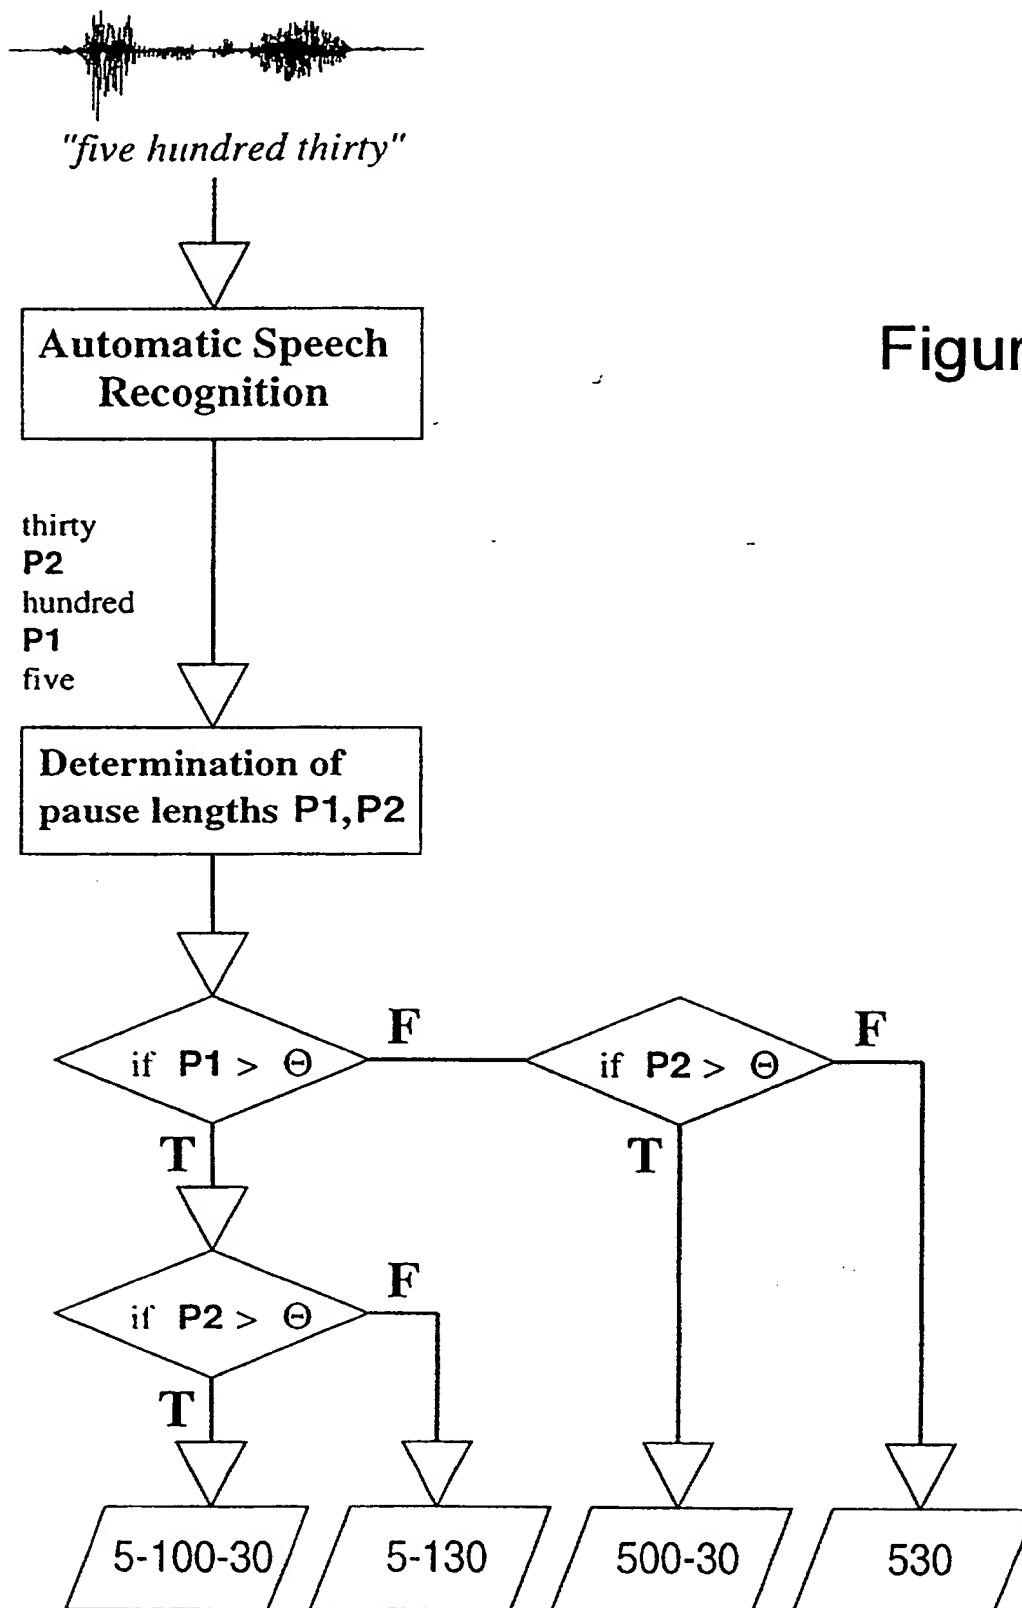 "five hundred thirty"
Automatic Speech
Recognition
Figur
thirty
P2
hundred
P1
five
Determination of
pause lengths P1,P2
if P1 > Θ
F
if P2 > Θ
F
T
T
if P2 > Θ
F
T
5-100-30
5-130
500-30
530